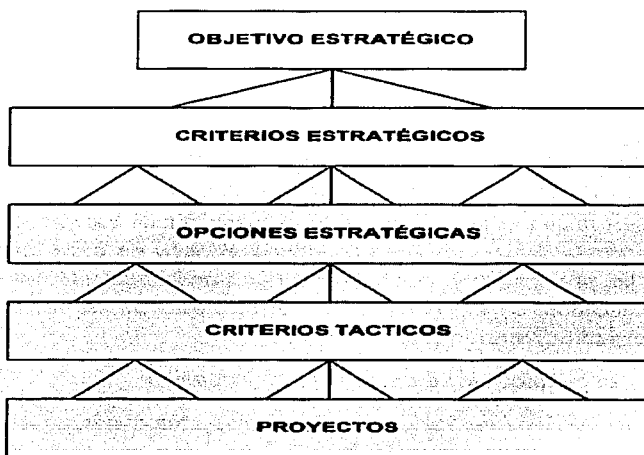 OBJETIVO ESTRATÉGICO
CRITERIOS ESTRATÉGICOS
OPCIONES ESTRATÉGICAS
CRITERIOS TACTICOS
PROYECTOS